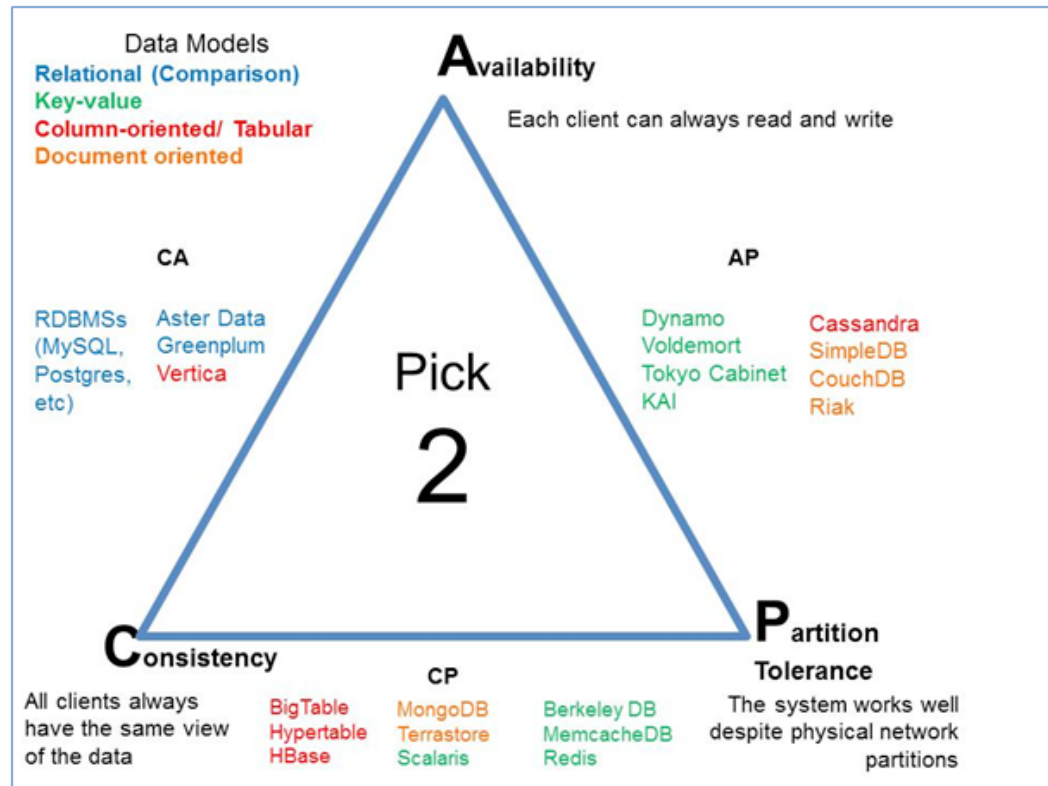 Data Models
Relational (Comparison)
Key-value
Column-oriented/ Tabular
Document oriented
Availability
Each client can always read and write
CA
RDBMSs
(MySQL,
Postgres,
etc)
Aster Data
Greenplum
Vertica
Pick
2
AP
Dynamo
Voldemort
Tokyo Cabinet
KAI
Cassandra
SimpleDB
CouchDB
Riak
Consistency
All clients always
have the same view
of the data
CP
BigTable
Hypertable
HBase
MongoDB
Terrastore
Scalaris
Berkeley DB
MemcacheDB
Redis
Partition
Tolerance
The system works well
despite physical network
partitions